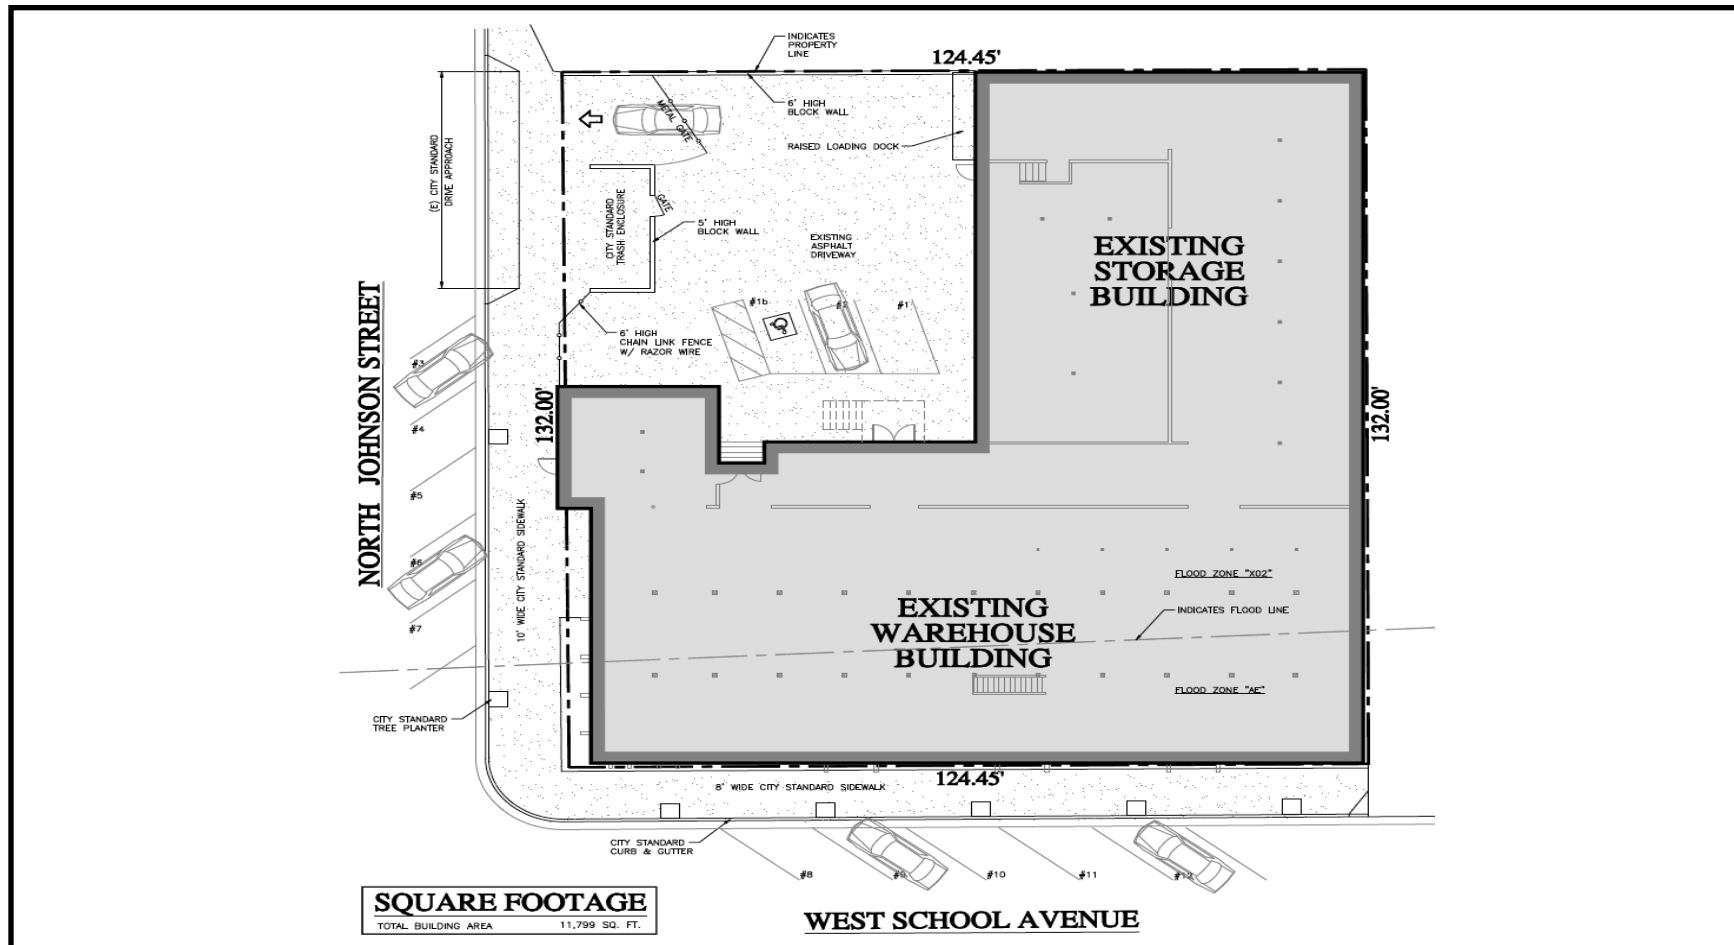 INDICATES
PROPERTY
LINE
124.45'
6' HIGH
BLOCK WALL
METAL GATE
RAISED LOADING DOCK
(E) CITY STANDARD
DRIVE APPROACH
CITY STANDARD
TRASH ENCLOSURE
GATE
5' HIGH
BLOCK WALL
EXISTING
ASPHALT
DRIVEWAY
EXISTING
STORAGE
BUILDING
#1b
#2
#1
6' HIGH
CHAIN LINK FENCE
W/ RAZOR WIRE
NORTH JOHNSON STREET
#3
#4
#5
#6
#7
132.00'
132.00'
10' WIDE CITY STANDARD SIDEWALK
FLOOD ZONE "X02"
INDICATES FLOOD LINE
EXISTING
WAREHOUSE
BUILDING
FLOOD ZONE "AE"
CITY STANDARD
TREE PLANTER
124.45'
8' WIDE CITY STANDARD SIDEWALK
CITY STANDARD
CURB & GUTTER
#8
#9
#10
#11
#12
SQUARE FOOTAGE
TOTAL BUILDING AREA 11,799 SQ. FT.
WEST SCHOOL AVENUE